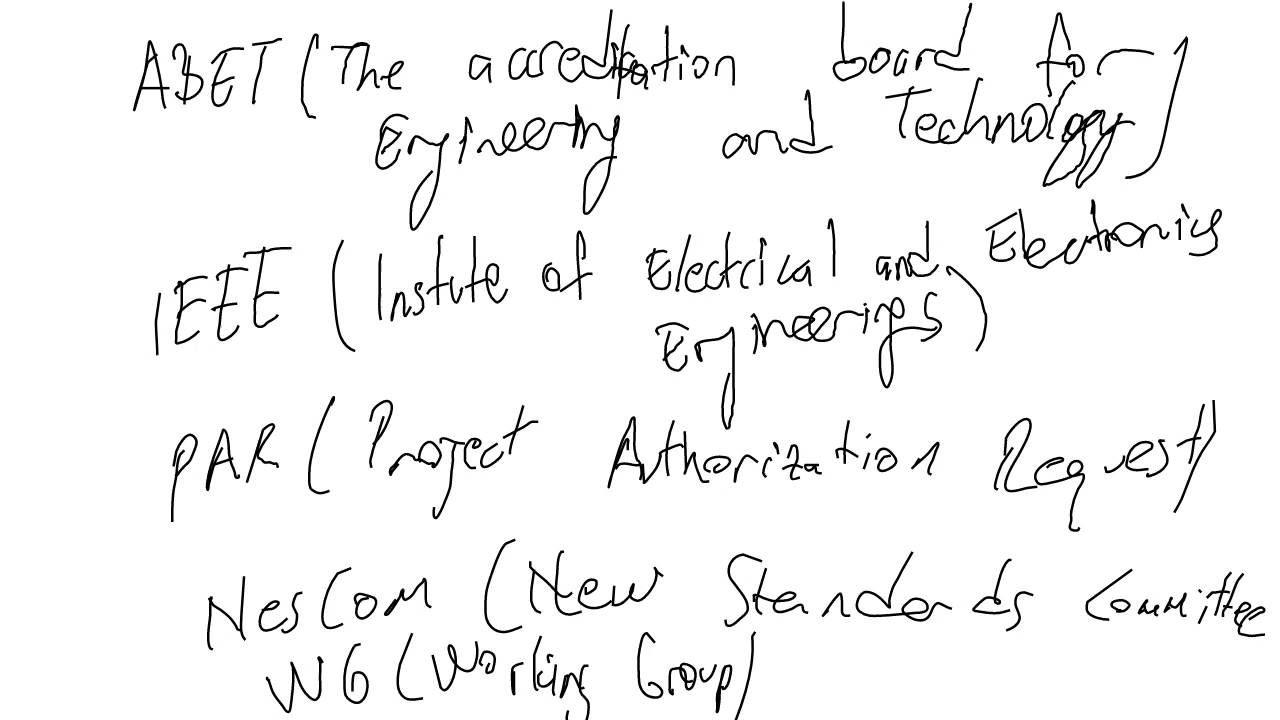 ABET (The accreditation board for
Engineering and Technology)
IEEE (Instute of Electrical and Electronics
Engineerings)
PAR (Project Authorization Request)
NesCom (New Standards Committee
WG (Working Group)